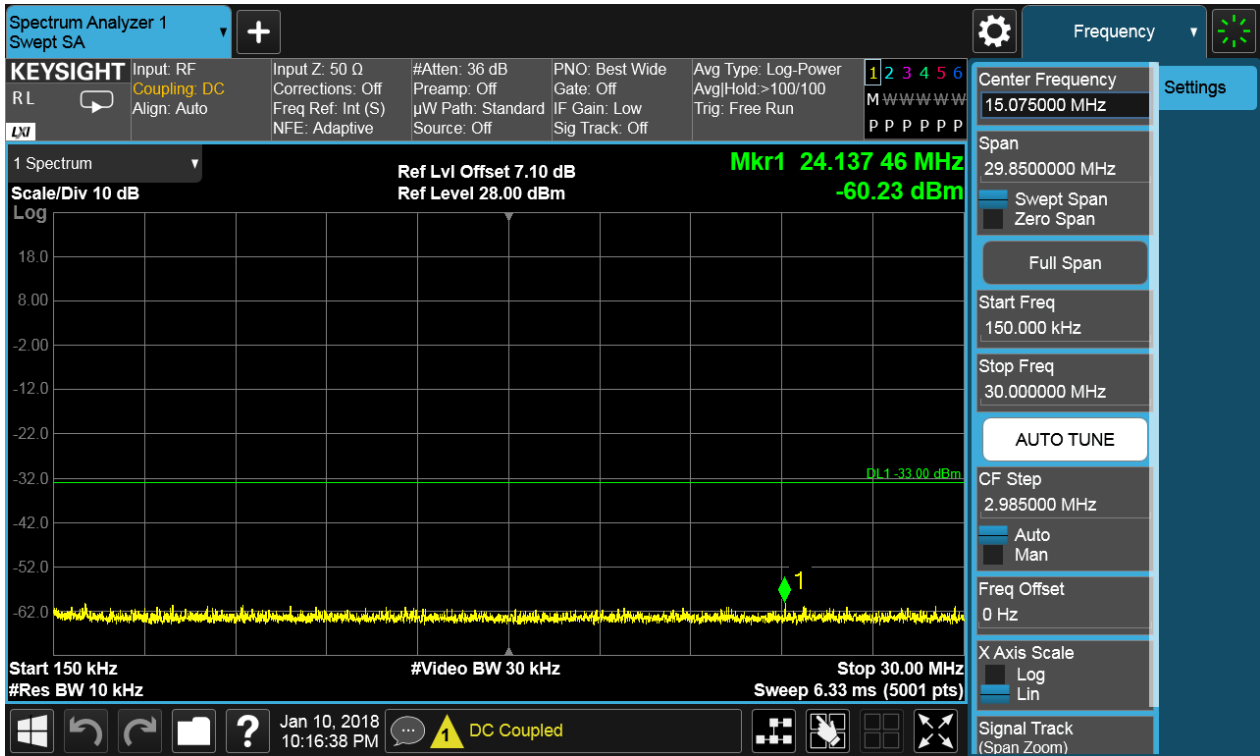 Spectrum Analyzer 1
Swept SA
+
Frequency
KEYSIGHT
R L
LXI
Input: RF
Coupling: DC
Align: Auto
Input Z: 50 Ω
Corrections: Off
Freq Ref: Int (S)
NFE: Adaptive
#Atten: 36 dB
Preamp: Off
µW Path: Standard
Source: Off
PNO: Best Wide
Gate: Off
IF Gain: Low
Sig Track: Off
Avg Type: Log-Power
Avg|Hold:>100/100
Trig: Free Run
1 2 3 4 5 6
M W W W W W
P P P P P P
1 Spectrum
Scale/Div 10 dB
Log
Ref Lvl Offset 7.10 dB
Ref Level 28.00 dBm
Mkr1 24.137 46 MHz
-60.23 dBm
18.0
8.00
-2.00
-12.0
-22.0
-32.0
-42.0
-52.0
-62.0
DL1 -33.00 dBm
1
Start 150 kHz
#Res BW 10 kHz
#Video BW 30 kHz
Stop 30.00 MHz
Sweep 6.33 ms (5001 pts)
Center Frequency
15.075000 MHz
Span
29.8500000 MHz
Swept Span
Zero Span
Full Span
Start Freq
150.000 kHz
Stop Freq
30.000000 MHz
AUTO TUNE
CF Step
2.985000 MHz
Auto
Man
Freq Offset
0 Hz
X Axis Scale
Log
Lin
Signal Track
(Span Zoom)
Settings
?
Jan 10, 2018
10:16:38 PM
1
DC Coupled